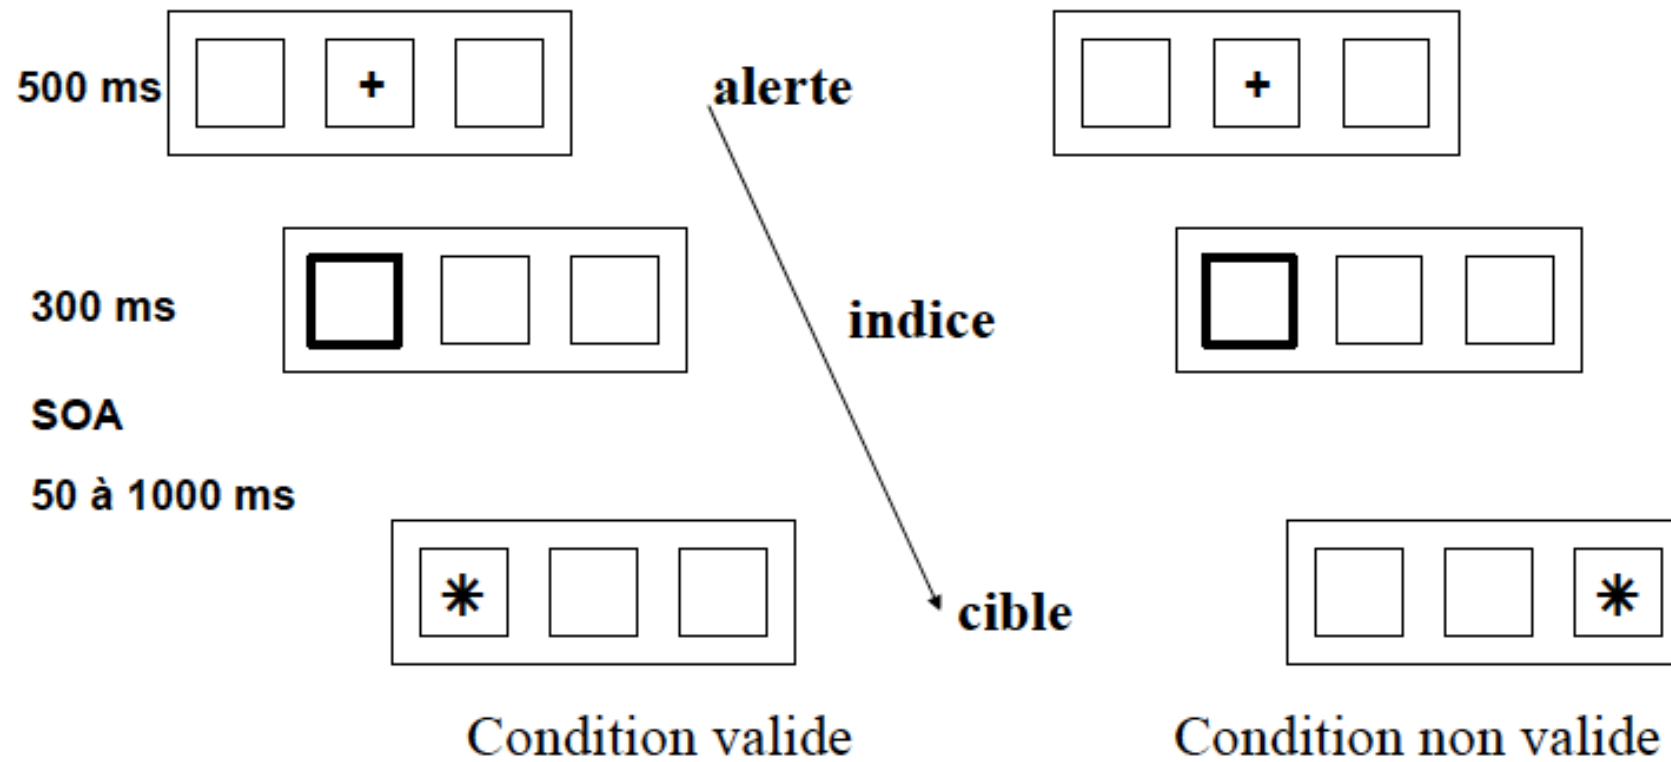 500 ms
+
alerte
+
300 ms
indice
SOA
50 à 1000 ms
*
cible
*
Condition valide
Condition non valide